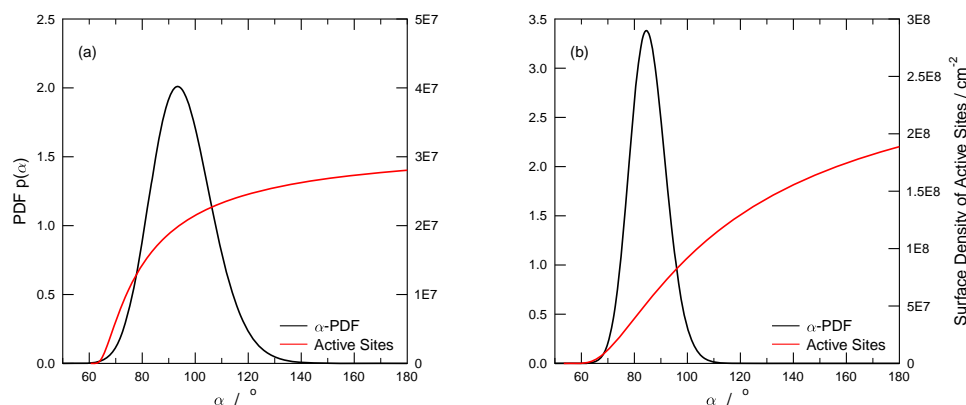 2.5
2.0
1.5
1.0
0.5
0.0
PDF p(α)
(a)
5E7
4E7
3E7
2E7
1E7
0
α-PDF
Active Sites
60 80 100 120 140 160 180
α / °
3.5
3.0
2.5
2.0
1.5
1.0
0.5
0.0
(b)
3E8
2.5E8
2E8
1.5E8
1E8
5E7
0
Surface Density of Active Sites / cm-2
α-PDF
Active Sites
60 80 100 120 140 160 180
α / °